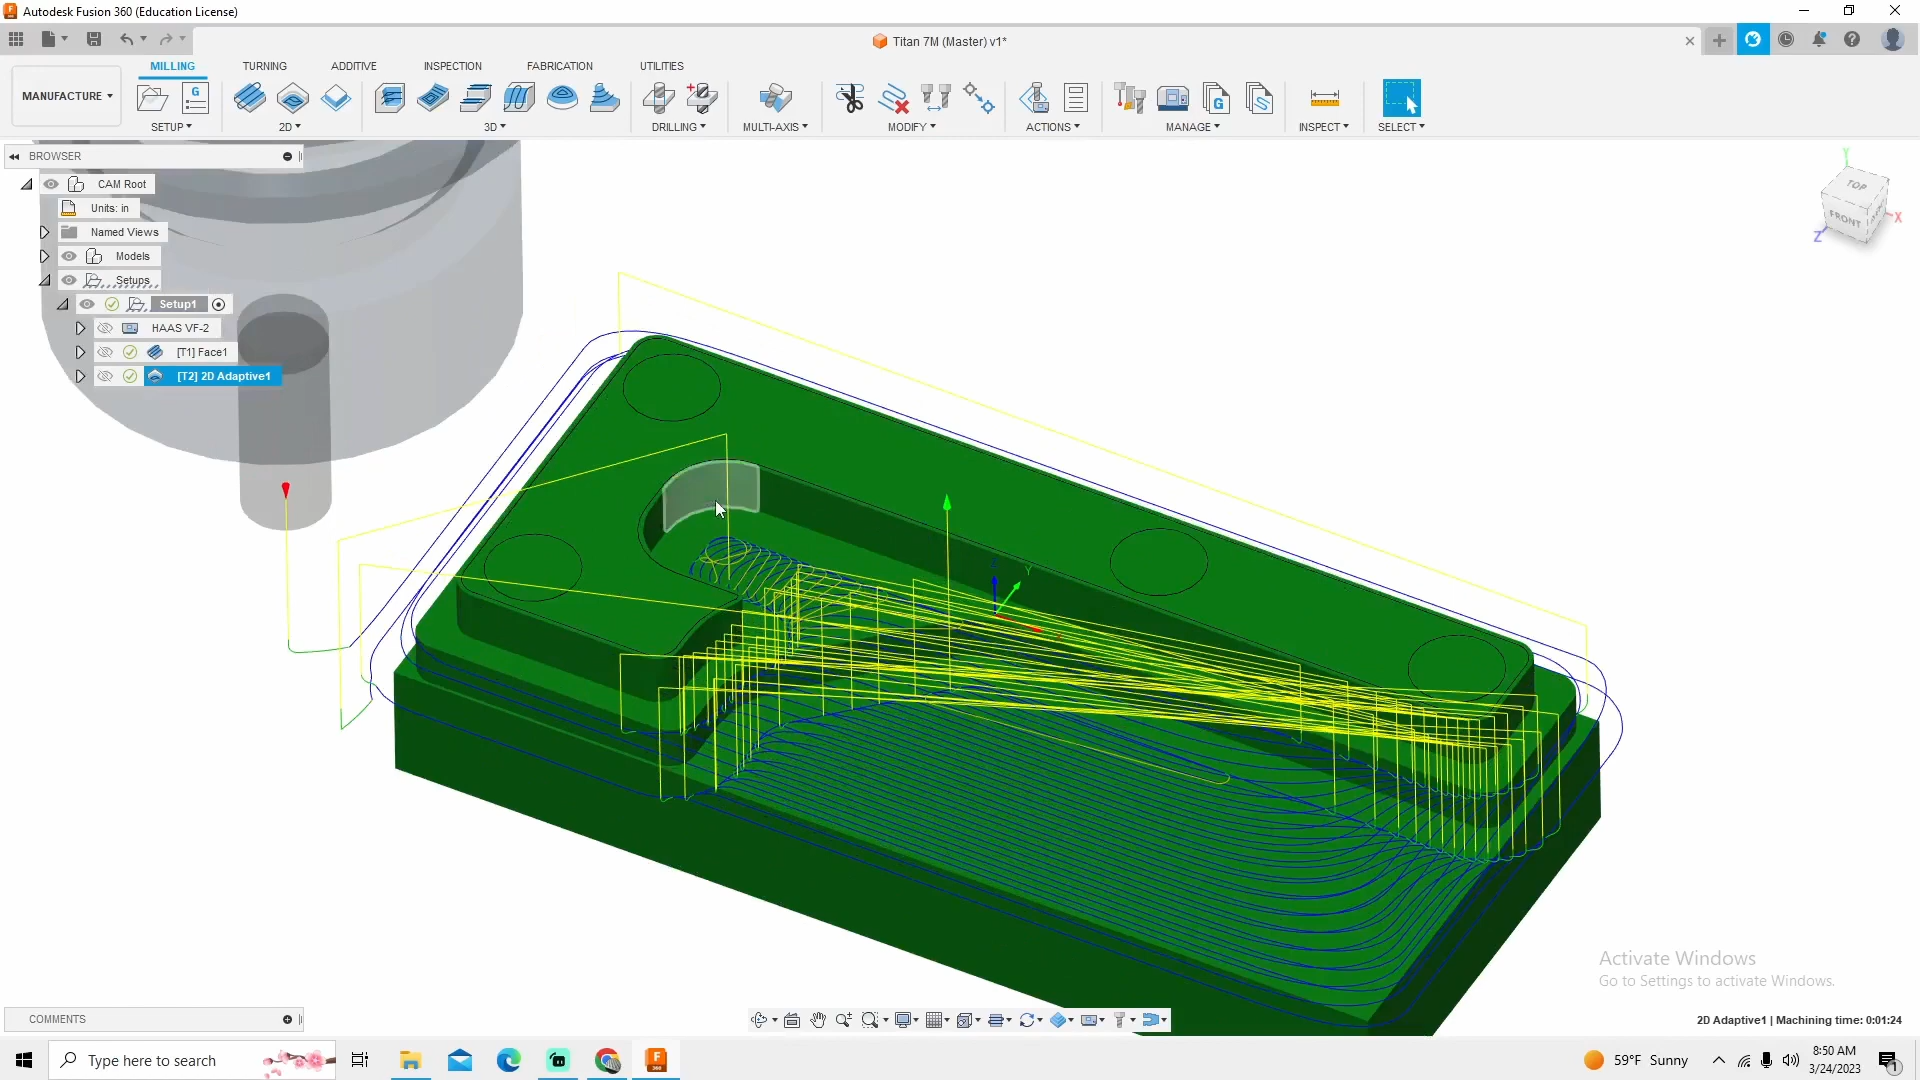 Autodesk Fusion 360 (Education License)
Titan 7M (Master) v1*
MILLING
TURNING
ADDITIVE
INSPECTION
FABRICATION
UTILITIES
MANUFACTURE
G
G
SETUP
2D
3D
DRILLING
MULTI-AXIS
MODIFY
ACTIONS
MANAGE
INSPECT
SELECT
BROWSER
CAM Root
Units: in
Named Views
Models
Setups
Setup1
HAAS VF-2
[T1] Face1
[T2] 2D Adaptive1
Y
TOP
FRONT
X
Z
Y
Activate Windows
Go to Settings to activate Windows.
COMMENTS
2D Adaptive1 | Machining time: 0:01:24
Type here to search
F
360
59°F Sunny
8:50 AM
3/24/2023
1